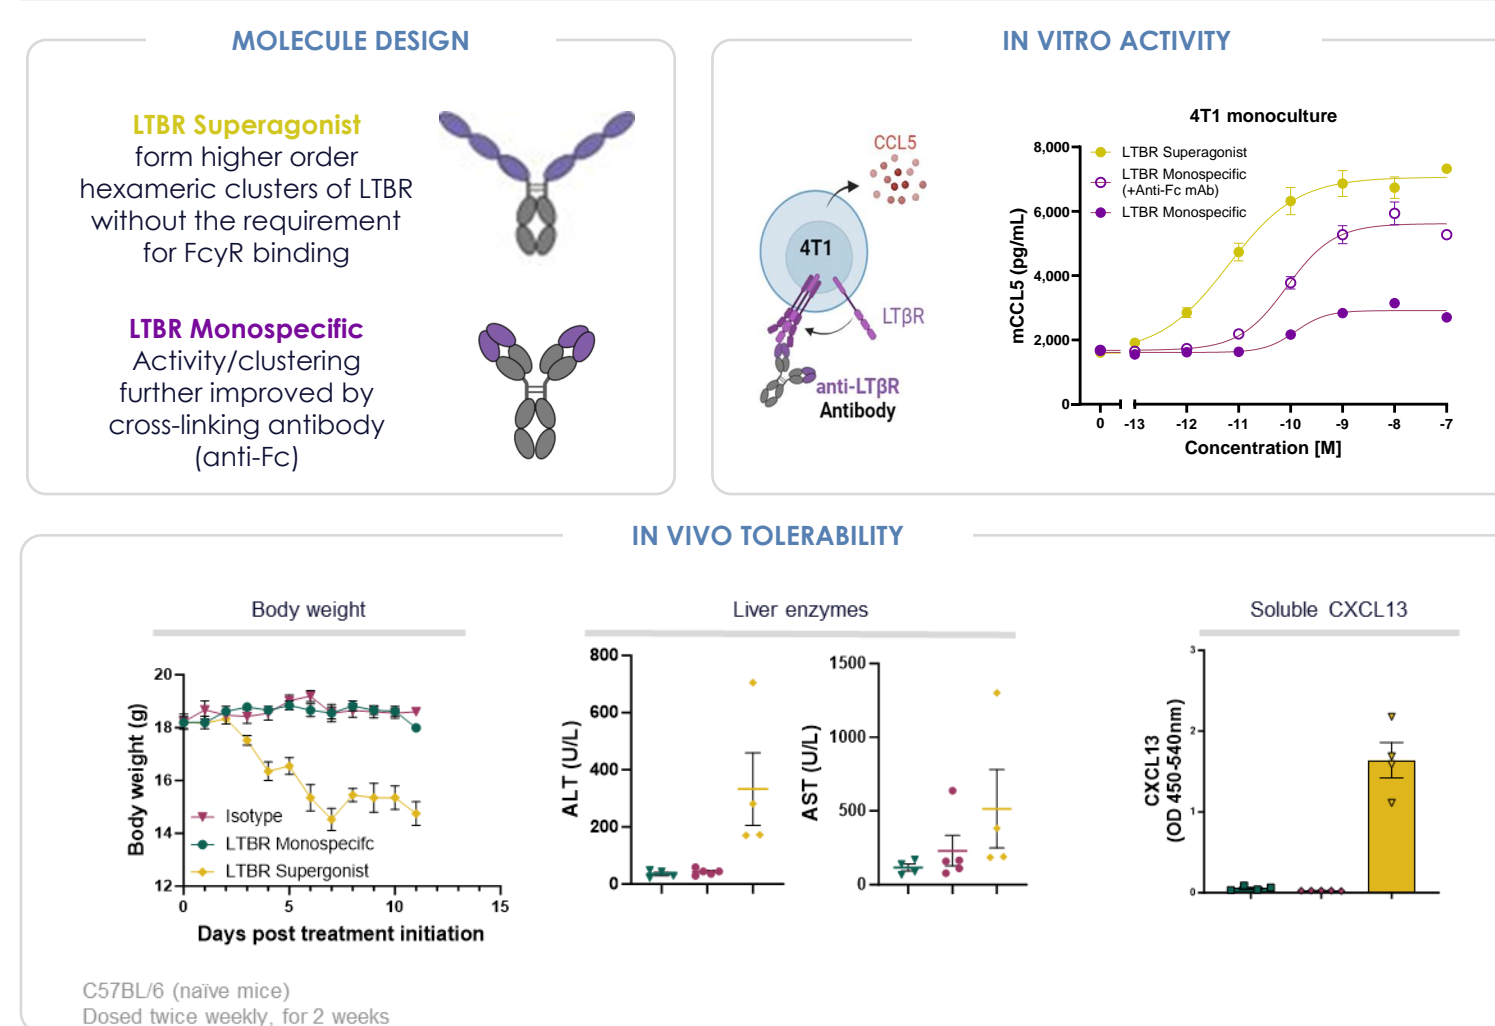 MOLECULE DESIGN
LTBR Superagonist
form higher order
hexameric clusters of LTBR
without the requirement
for FcyR binding
LTBR Monospecific
Activity/clustering
further improved by
cross-linking antibody
(anti-Fc)
IN VITRO ACTIVITY
CCL5
4T1
LTβR
anti-LTβR
Antibody
4T1 monoculture
LTBR Superagonist
LTBR Monospecific
(+Anti-Fc mAb)
LTBR Monospecific
mCCL5 (pg/mL)
8,000
6,000
4,000
2,000
0
0 -13 -12 -11 -10 -9 -8 -7
Concentration [M]
IN VIVO TOLERABILITY
Body weight
Body weight (g)
20
18
16
14
12
Isotype
LTBR Monospecifc
LTBR Supergonist
0 5 10 15
Days post treatment initiation
Liver enzymes
ALT (U/L)
800
600
400
200
0
AST (U/L)
1500
1000
500
0
Soluble CXCL13
CXCL13
(OD 450-540nm)
3
2
1
0
C57BL/6 (naïve mice)
Dosed twice weekly, for 2 weeks